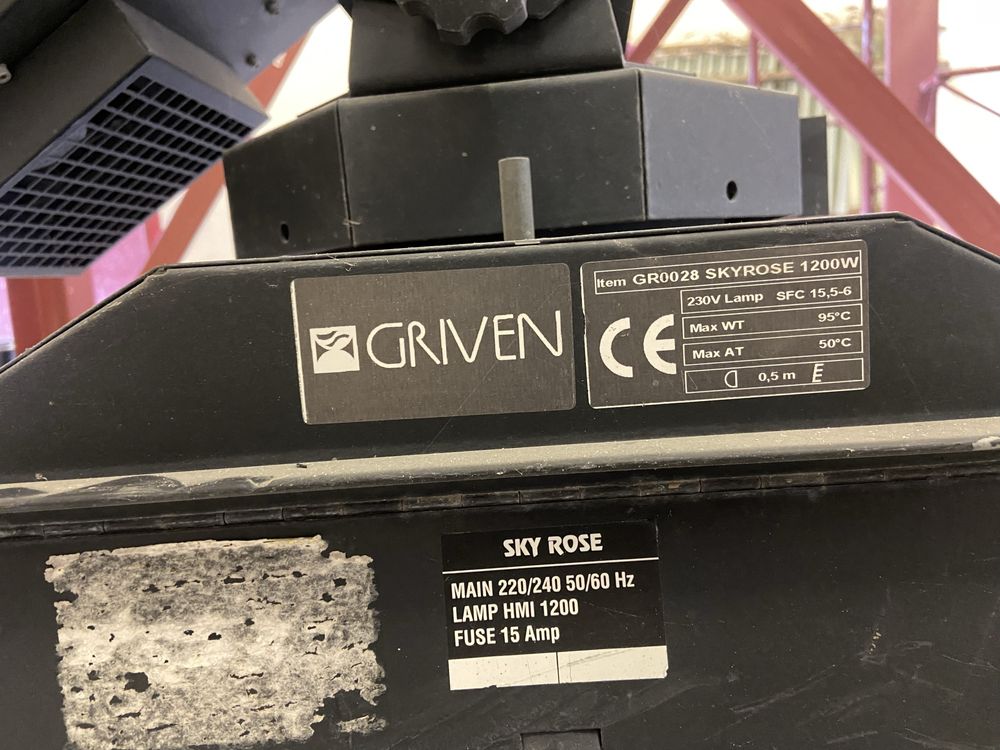 GRIVEN
Item GR0028 SKYROSE 1200W
230V Lamp SFC 15,5-6
Max WT 95°C
Max AT 50°C
0,5 m E
CE
SKY ROSE
MAIN 220/240 50/60 Hz
LAMP HMI 1200
FUSE 15 Amp